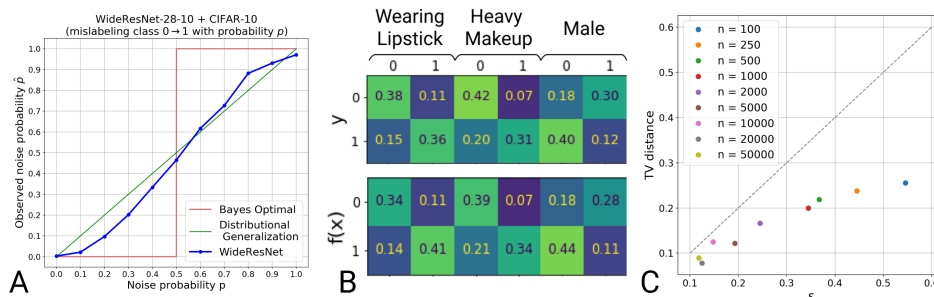 WideResNet-28-10 + CIFAR-10
(mislabeling class 0→1 with probability p)
Observed noise probability p̂
1.0
0.9
0.8
0.7
0.6
0.5
0.4
0.3
0.2
0.1
0.0
Bayes Optimal
Distributional
Generalization
WideResNet
0.0 0.1 0.2 0.3 0.4 0.5 0.6 0.7 0.8 0.9 1.0
Noise probability p
A
Wearing Lipstick
Heavy Makeup
Male
0 1 0 1 0 1
y
0 0.38 0.11 0.42 0.07 0.18 0.30
1 0.15 0.36 0.20 0.31 0.40 0.12
f(x)
0 0.34 0.11 0.39 0.07 0.18 0.28
1 0.14 0.41 0.21 0.34 0.44 0.11
B
TV distance
0.6
0.5
0.4
0.3
0.2
0.1
n = 100
n = 250
n = 500
n = 1000
n = 2000
n = 5000
n = 10000
n = 20000
n = 50000
0.1 0.2 0.3 0.4 0.5
C